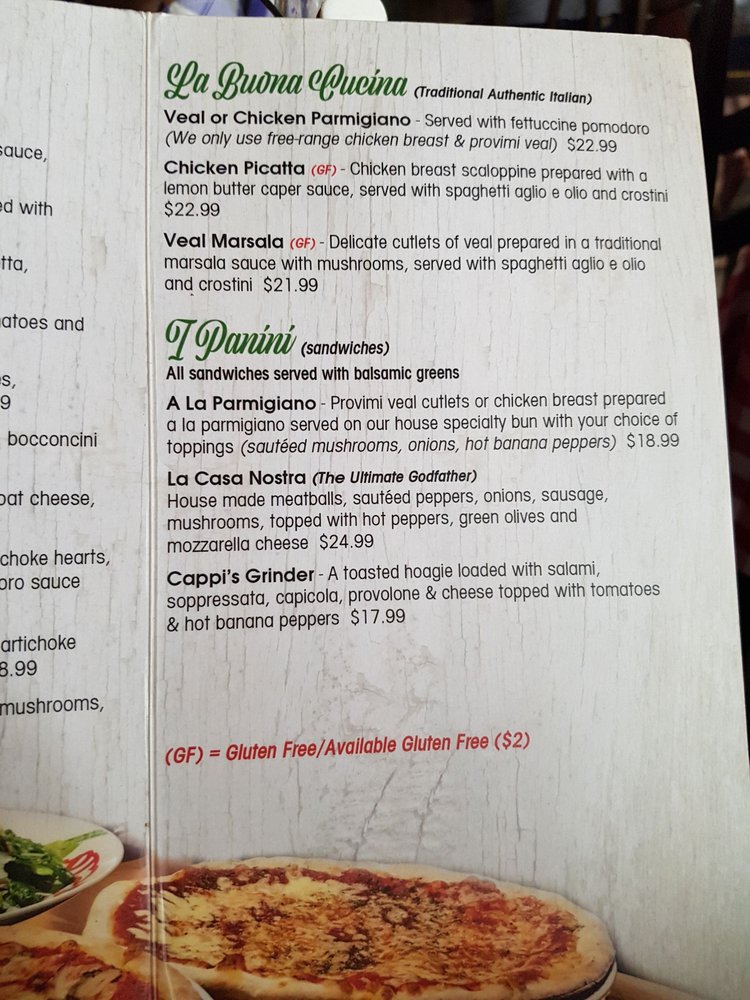 sauce,
ed with
tta,
atoes and
s,
9
bocconcini
oat cheese,
choke hearts,
oro sauce
artichoke
8.99
mushrooms,
La Buona Cucina (Traditional Authentic Italian)
Veal or Chicken Parmigiano - Served with fettuccine pomodoro
(We only use free-range chicken breast & provimi veal) $22.99
Chicken Picatta (GF) - Chicken breast scaloppine prepared with a
lemon butter caper sauce, served with spaghetti aglio e olio and crostini
$22.99
Veal Marsala (GF) - Delicate cutlets of veal prepared in a traditional
marsala sauce with mushrooms, served with spaghetti aglio e olio
and crostini $21.99
I Panini (sandwiches)
All sandwiches served with balsamic greens
A La Parmigiano - Provimi veal cutlets or chicken breast prepared
a la parmigiano served on our house specialty bun with your choice of
toppings (sautéed mushrooms, onions, hot banana peppers) $18.99
La Casa Nostra (The Ultimate Godfather)
House made meatballs, sautéed peppers, onions, sausage,
mushrooms, topped with hot peppers, green olives and
mozzarella cheese $24.99
Cappi's Grinder - A toasted hoagie loaded with salami,
soppressata, capicola, provolone & cheese topped with tomatoes
& hot banana peppers $17.99
(GF) = Gluten Free/Available Gluten Free ($2)